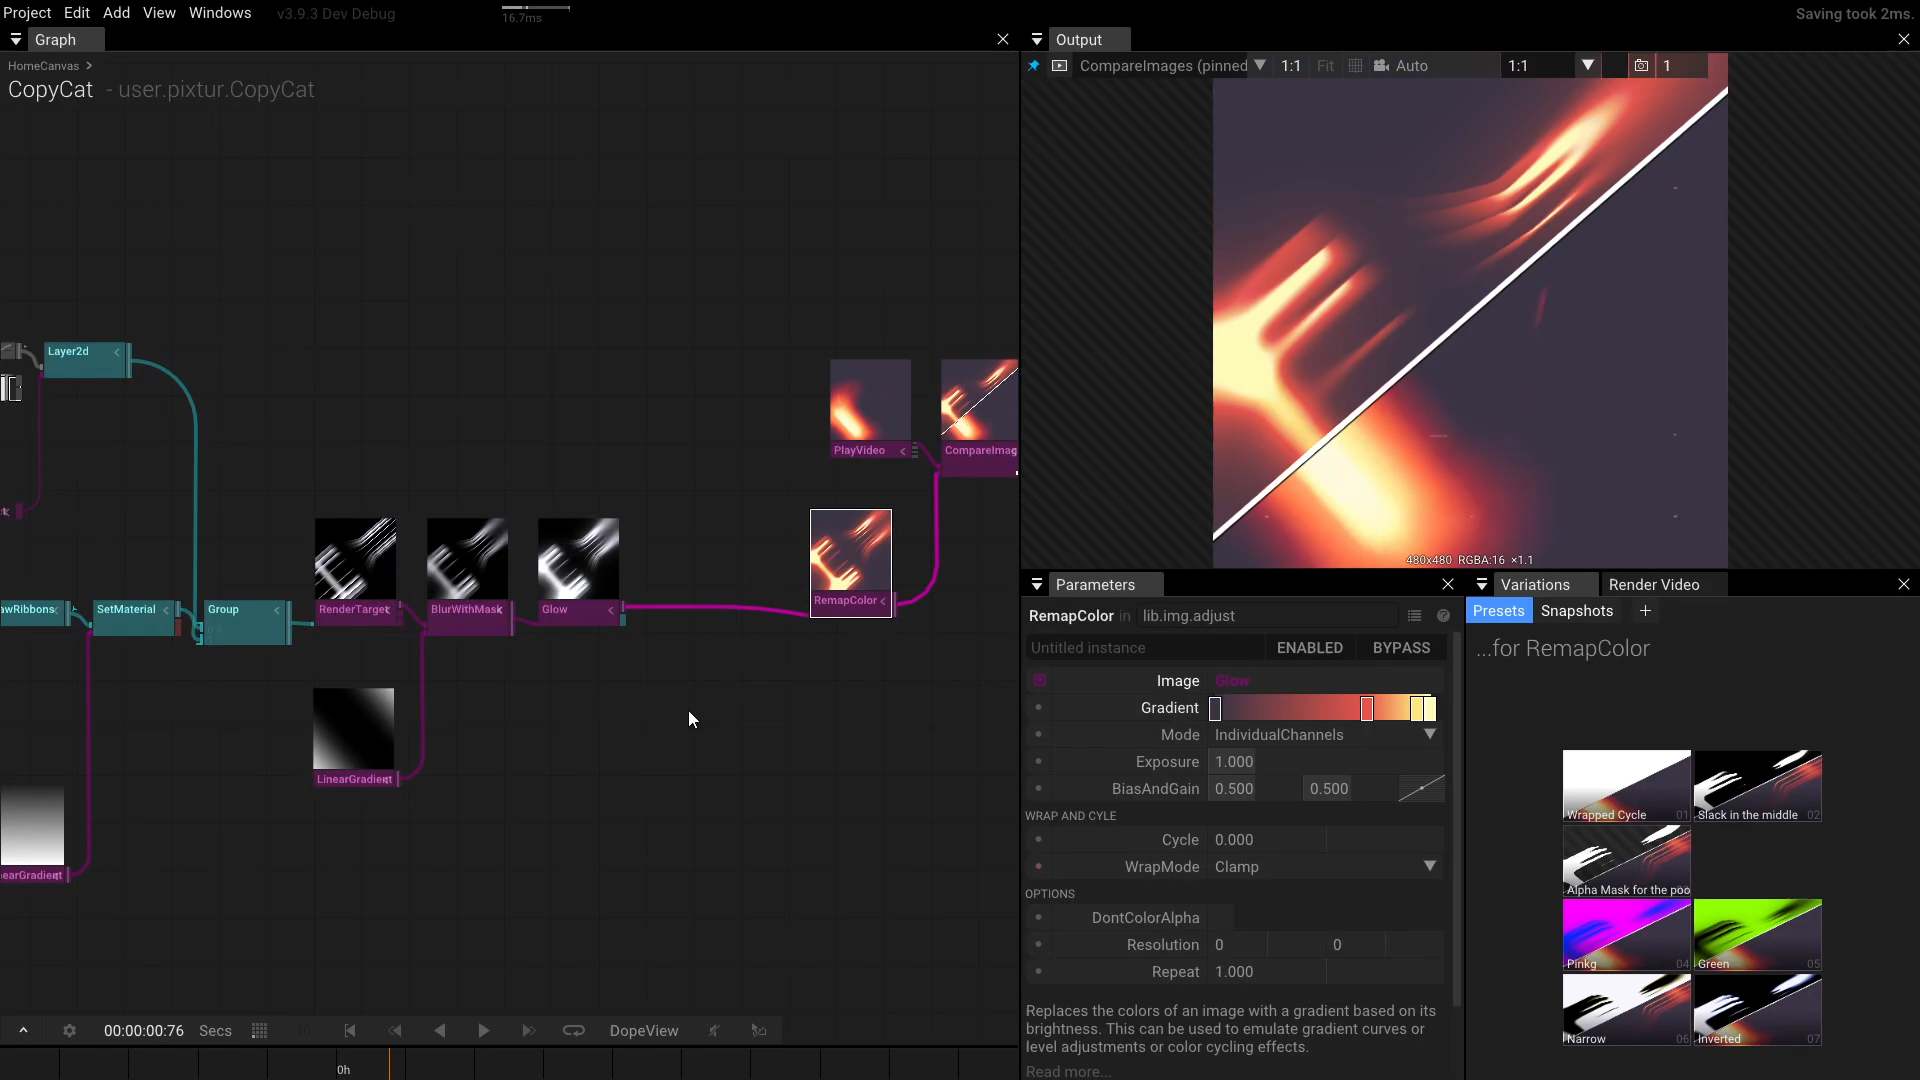 Project Edit Add View Windows v3.9.3 Dev Debug
16.7ms
Saving took 2ms.
Graph
HomeCanvas >
CopyCat - user.pixtur.CopyCat
Layer2d
PlayVideo
CompareImag
RenderTarget
BlurWithMask
Glow
RemapColor
awRibbons
SetMaterial
Group
LinearGradient
nearGradient
00:00:00:76 Secs
DopeView
0h
Output
CompareImages (pinned 1:1 Fit Auto 1:1 1
480x480 RGBA:16 ×1.1
Parameters
RemapColor in lib.img.adjust
Untitled instance ENABLED BYPASS
Image Glow
Gradient
Mode IndividualChannels
Exposure 1.000
BiasAndGain 0.500 0.500
WRAP AND CYLE
Cycle 0.000
WrapMode Clamp
OPTIONS
DontColorAlpha
Resolution 0 0
Repeat 1.000
Replaces the colors of an image with a gradient based on its
brightness. This can be used to emulate gradient curves or
level adjustments or color cycling effects.
Read more...
Variations Render Video
Presets Snapshots +
...for RemapColor
Wrapped Cycle 01
Slack in the middle 02
Alpha Mask for the poo
Pinkg 04
Green 05
Narrow 06
Inverted 07